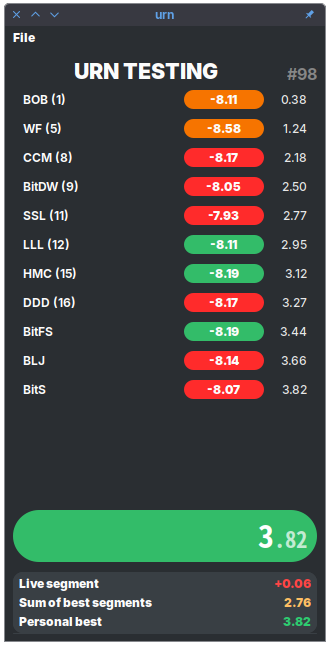 urn
File
URN TESTING
#98
BOB (1) -8.11 0.38
WF (5) -8.58 1.24
CCM (8) -8.17 2.18
BitDW (9) -8.05 2.50
SSL (11) -7.93 2.77
LLL (12) -8.11 2.95
HMC (15) -8.19 3.12
DDD (16) -8.17 3.27
BitFS -8.19 3.44
BLJ -8.14 3.66
BitS -8.07 3.82
3.82
Live segment +0.06
Sum of best segments 2.76
Personal best 3.82